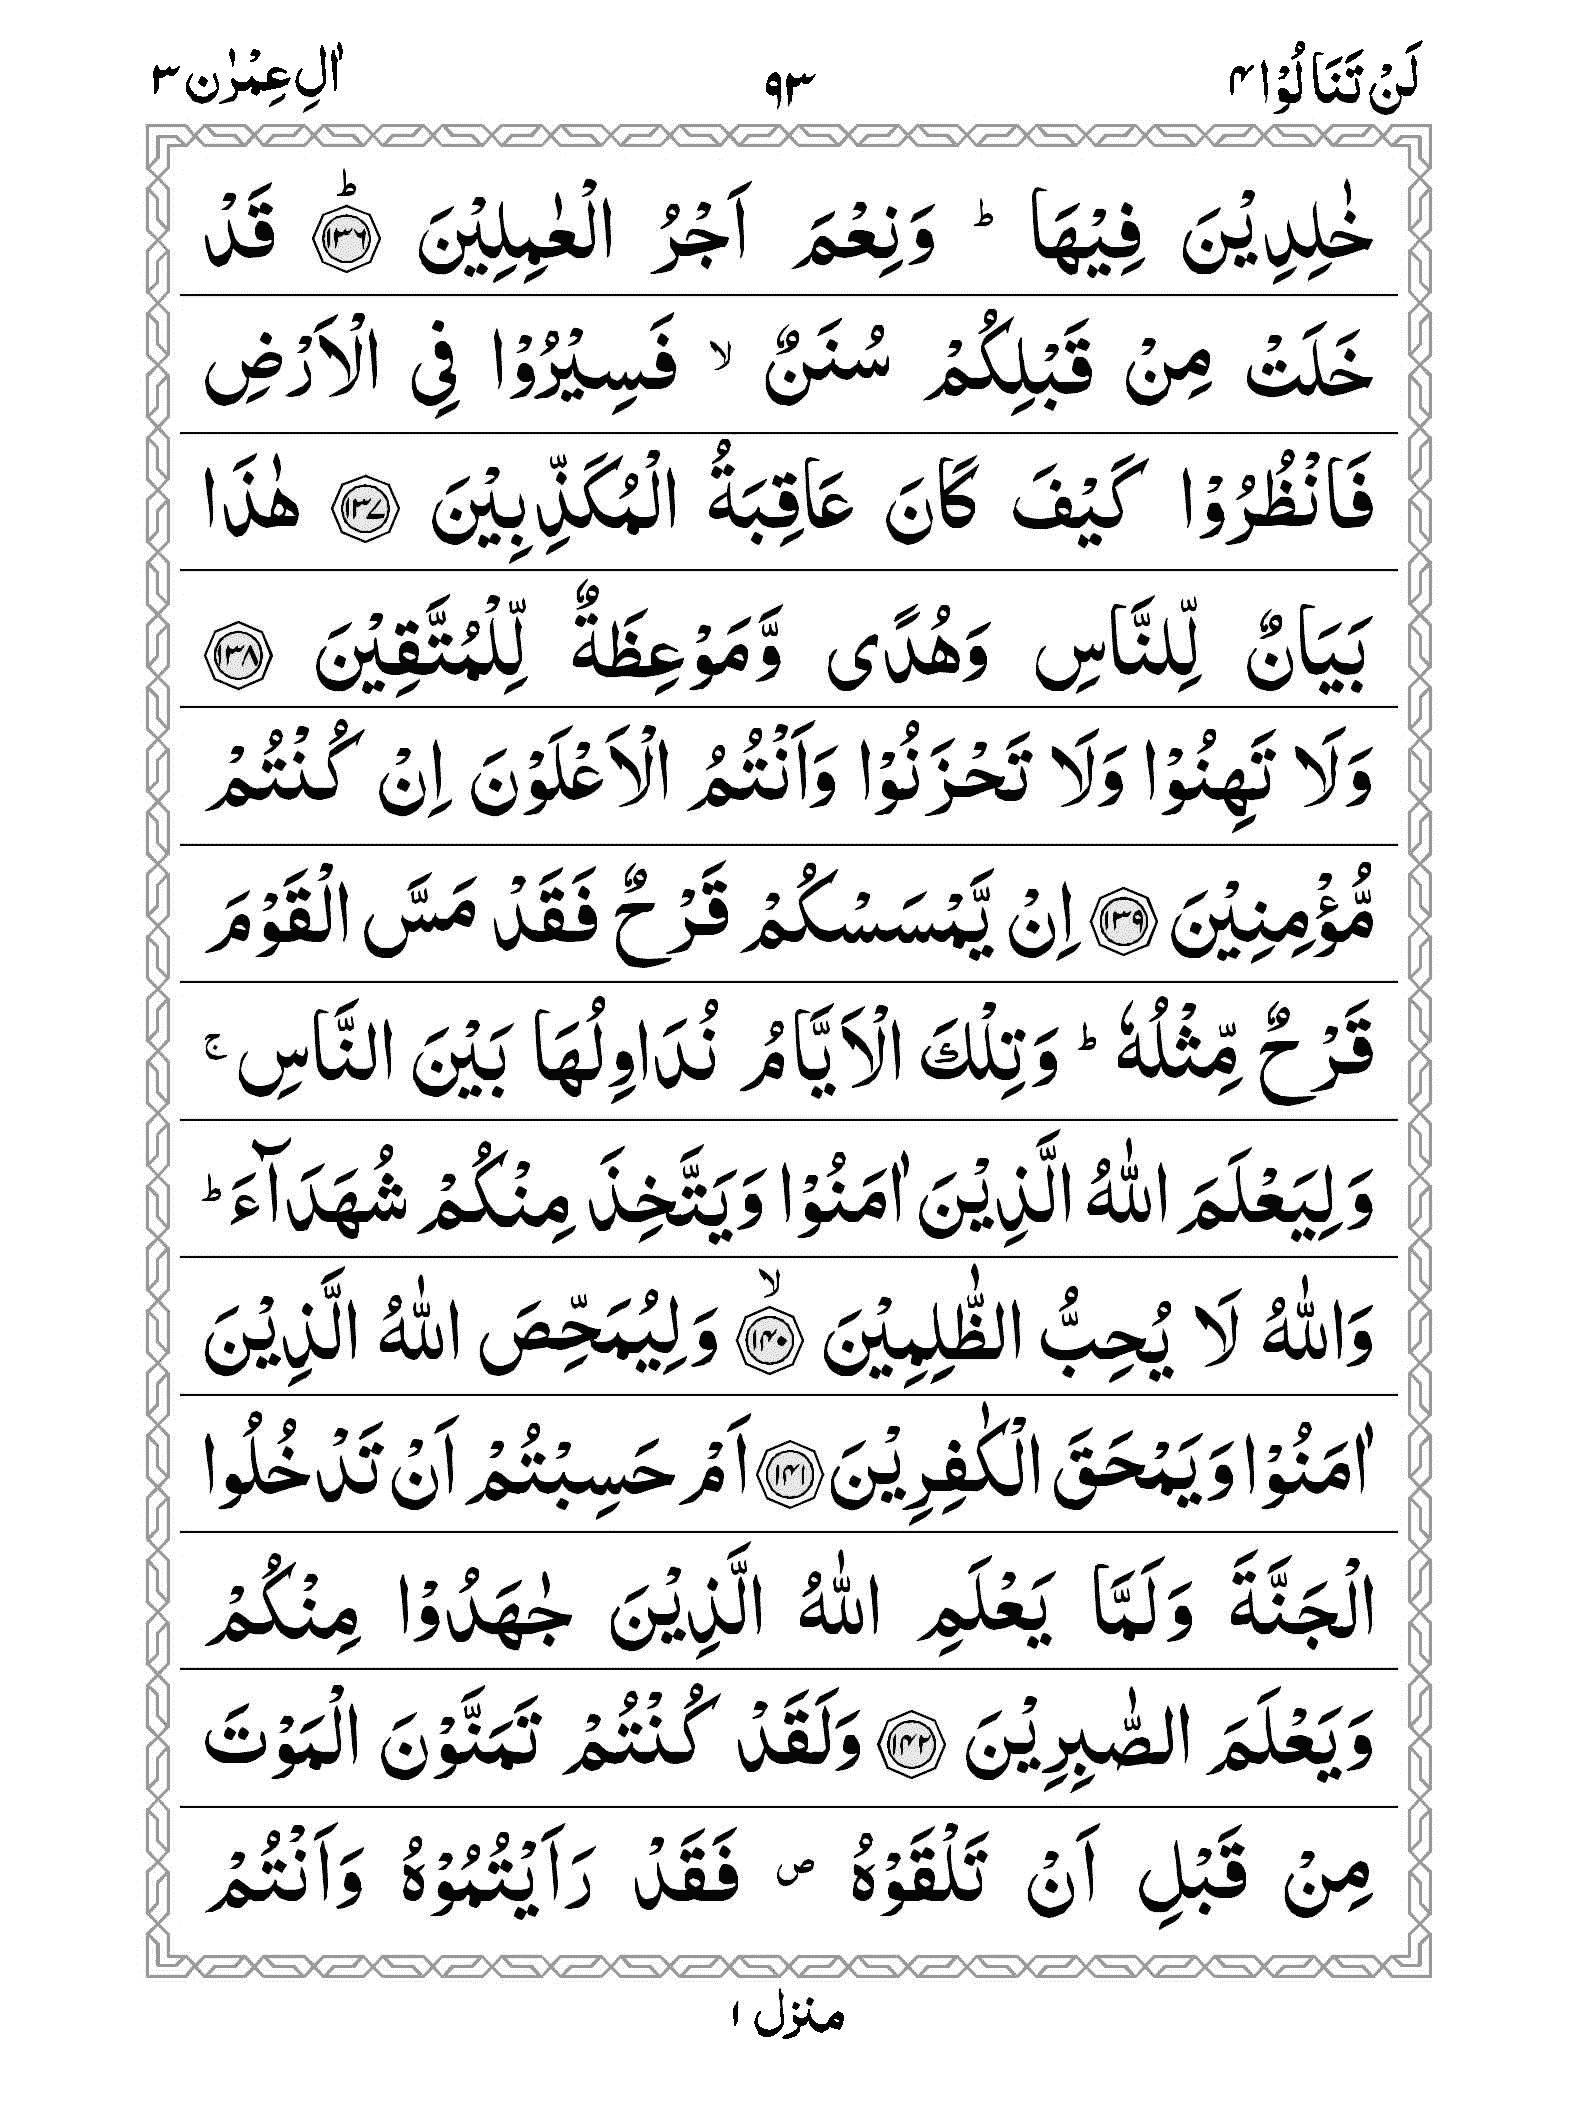 لَنْ تَنَالُوْا ۴
۹۳
اٰلِ عِمْرٰن ۳
خٰلِدِيْنَ فِيْهَا ؕ وَنِعْمَ اَجْرُ الْعٰمِلِيْنَ ؕ ﴿۱۳۶﴾ قَدْ
خَلَتْ مِنْ قَبْلِكُمْ سُنَنٌ ۙ فَسِيْرُوْا فِي الْاَرْضِ
فَانْظُرُوْا كَيْفَ كَانَ عَاقِبَةُ الْمُكَذِّبِيْنَ ﴿۱۳۷﴾ هٰذَا
بَيَانٌ لِّلنَّاسِ وَهُدًى وَّمَوْعِظَةٌ لِّلْمُتَّقِيْنَ ﴿۱۳۸﴾
وَلَا تَهِنُوْا وَلَا تَحْزَنُوْا وَاَنْتُمُ الْاَعْلَوْنَ اِنْ كُنْتُمْ
مُّؤْمِنِيْنَ ﴿۱۳۹﴾ اِنْ يَّمْسَسْكُمْ قَرْحٌ فَقَدْ مَسَّ الْقَوْمَ
قَرْحٌ مِّثْلُهٗ ؕ وَتِلْكَ الْاَيَّامُ نُدَاوِلُهَا بَيْنَ النَّاسِ ۚ
وَلِيَعْلَمَ اللّٰهُ الَّذِيْنَ اٰمَنُوْا وَيَتَّخِذَ مِنْكُمْ شُهَدَآءَ ؕ
وَاللّٰهُ لَا يُحِبُّ الظّٰلِمِيْنَ ۙ ﴿۱۴۰﴾ وَلِيُمَحِّصَ اللّٰهُ الَّذِيْنَ
اٰمَنُوْا وَيَمْحَقَ الْكٰفِرِيْنَ ﴿۱۴۱﴾ اَمْ حَسِبْتُمْ اَنْ تَدْخُلُوا
الْجَنَّةَ وَلَمَّا يَعْلَمِ اللّٰهُ الَّذِيْنَ جٰهَدُوْا مِنْكُمْ
وَيَعْلَمَ الصّٰبِرِيْنَ ﴿۱۴۲﴾ وَلَقَدْ كُنْتُمْ تَمَنَّوْنَ الْمَوْتَ
مِنْ قَبْلِ اَنْ تَلْقَوْهُ ص فَقَدْ رَاَيْتُمُوْهُ وَاَنْتُمْ
منزل ۱